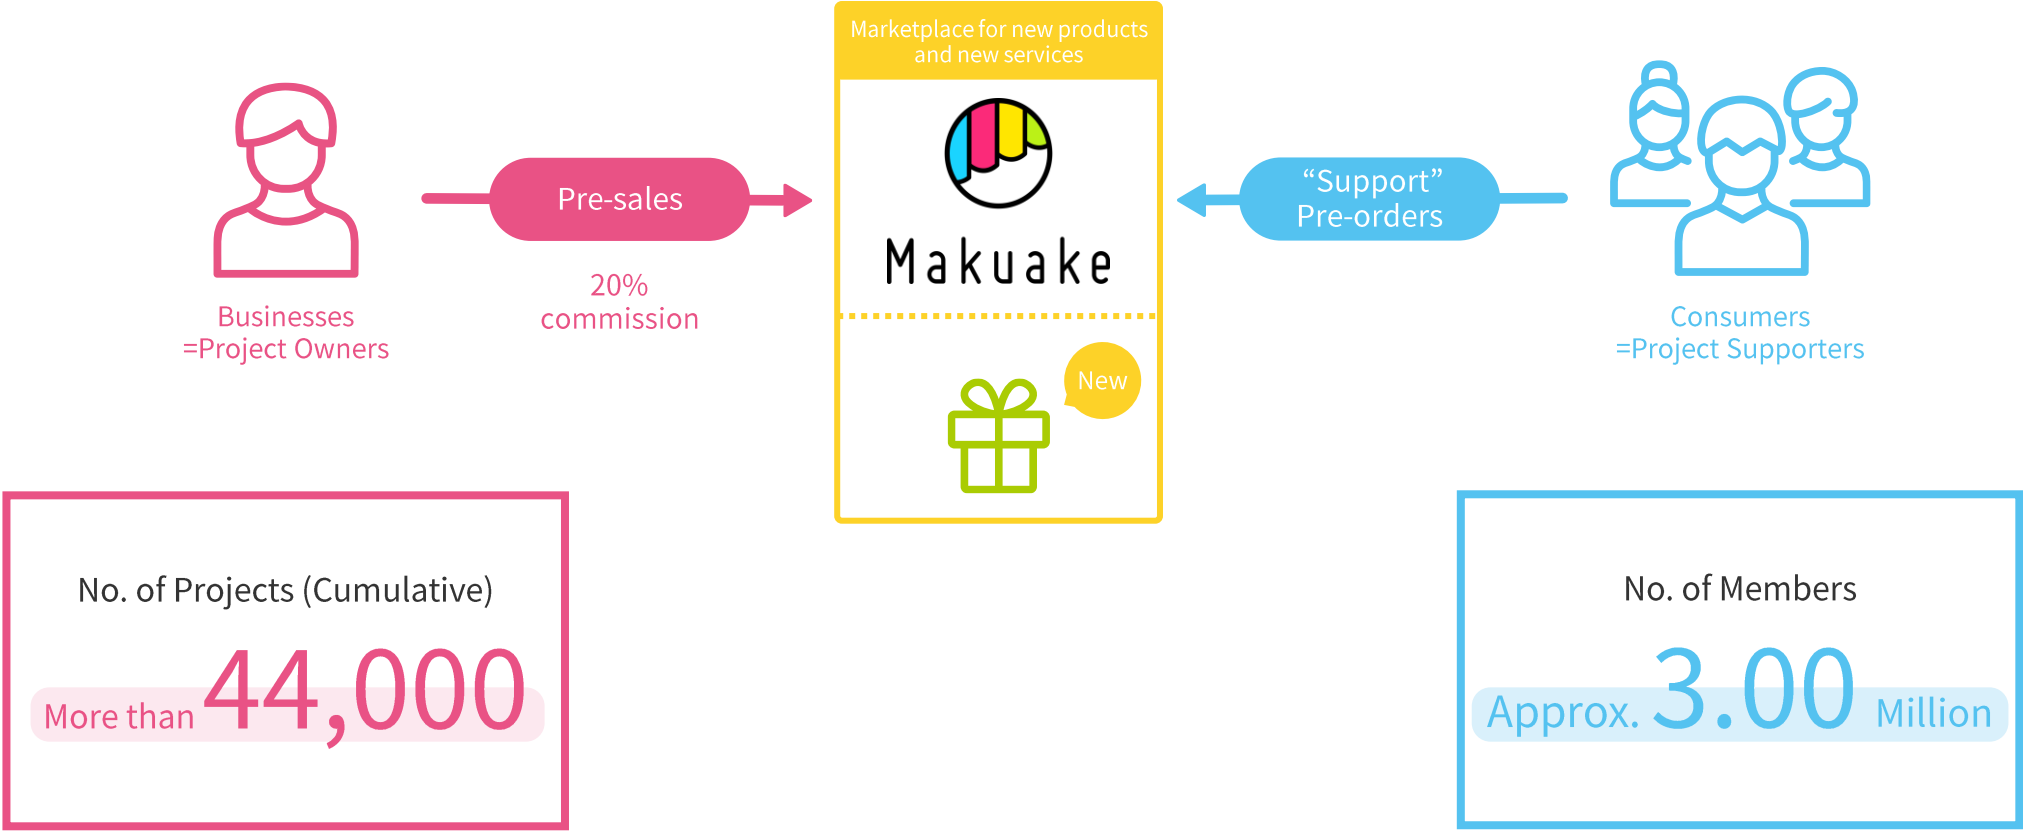 Marketplace for new products
and new services
Makuake
New
Pre-sales
20%
commission
Businesses
=Project Owners
“Support”
Pre-orders
Consumers
=Project Supporters
No. of Projects (Cumulative)
More than 44,000
No. of Members
Approx. 3.00 Million